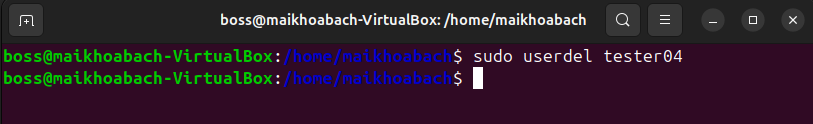 boss@maikhoabach-VirtualBox: /home/maikhoabach
boss@maikhoabach-VirtualBox:/home/maikhoabach$ sudo userdel tester04
boss@maikhoabach-VirtualBox:/home/maikhoabach$